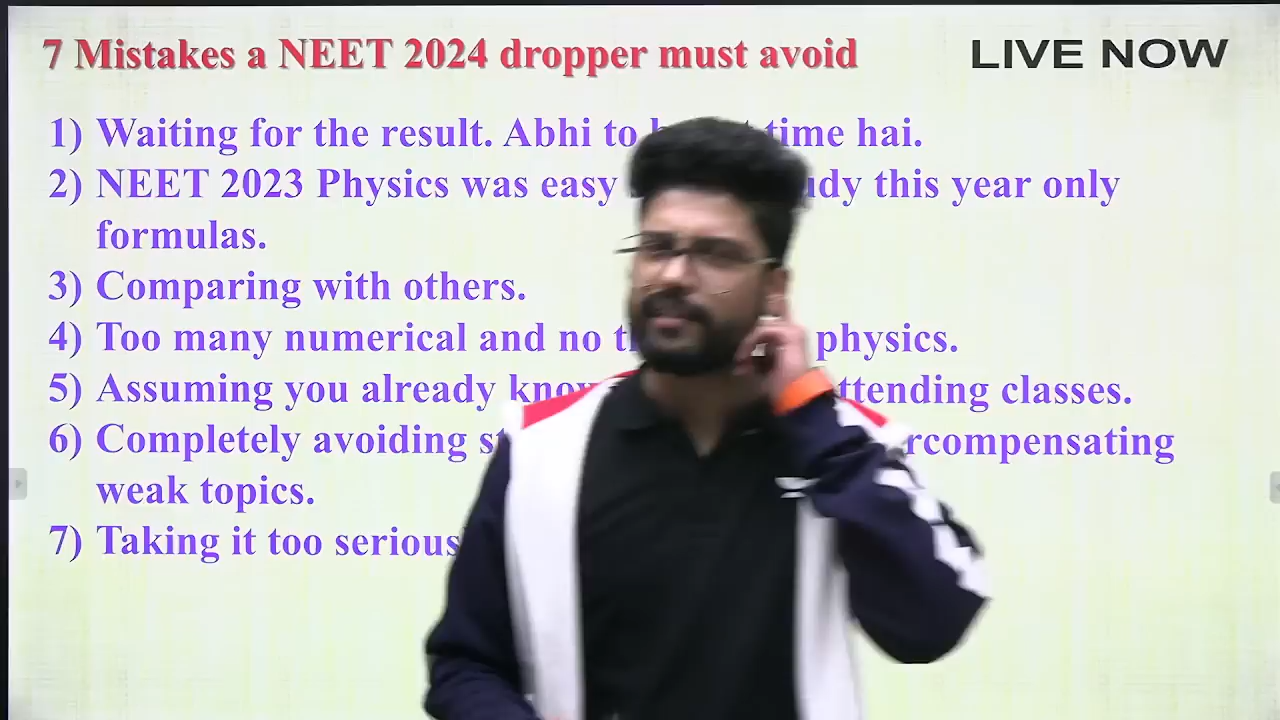 7 Mistakes a NEET 2024 dropper must avoid
LIVE NOW
1) Waiting for the result. Abhi to time hai.
2) NEET 2023 Physics was easy this year only
formulas.
3) Comparing with others.
4) Too many numerical and no physics.
5) Assuming you already classes.
6) Completely avoiding
weak topics.
7) Taking it too